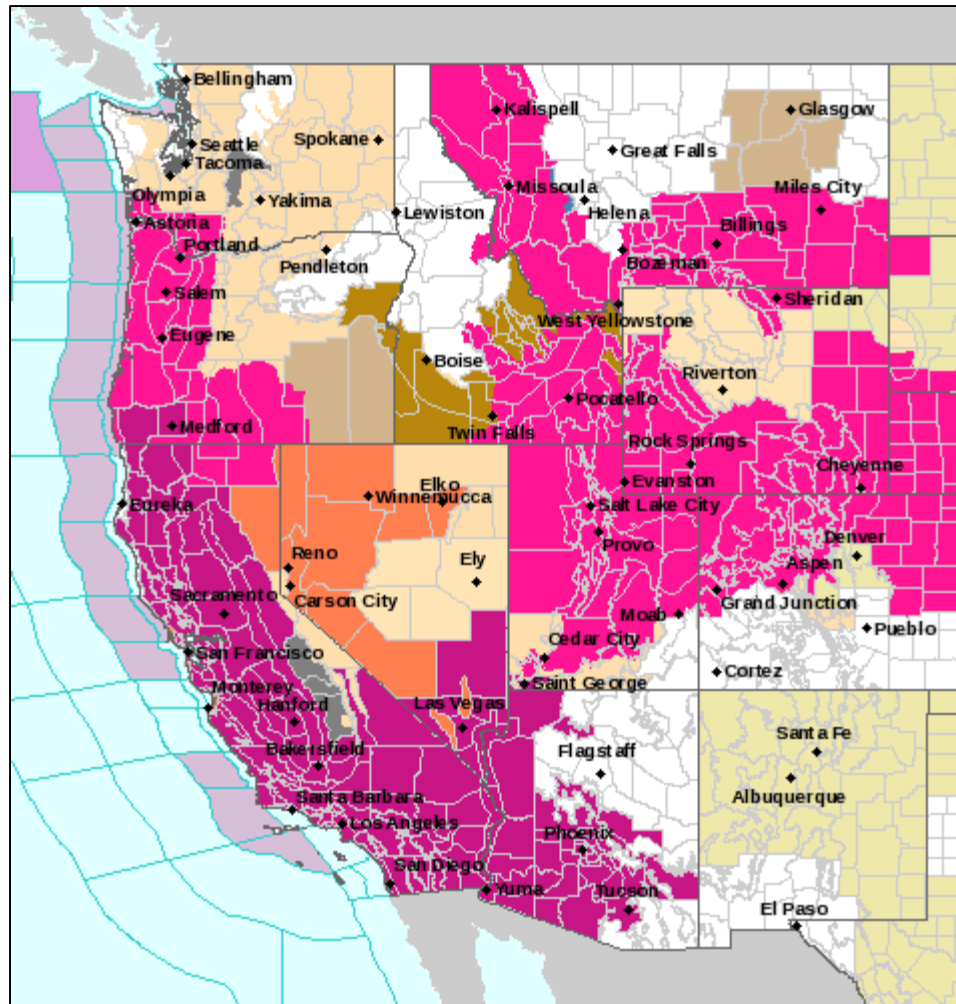 Bellingham
Kalispell
Glasgow
Seattle
Spokane
Great Falls
Tacoma
Olympia
Missoula
Miles City
Yakima
Lewiston
Helena
Astoria
Billings
Portland
Pendleton
Bozeman
Salem
Sheridan
West Yellowstone
Eugene
Boise
Riverton
Pocatello
Medford
Twin Falls
Rock Springs
Cheyenne
Elko
Evanston
Winnemucca
Eureka
Salt Lake City
Provo
Denver
Reno
Ely
Aspen
Sacramento
Carson City
Grand Junction
Moab
Pueblo
Cedar City
San Francisco
Cortez
Saint George
Monterey
Hanford
Las Vegas
Bakersfield
Flagstaff
Santa Fe
Albuquerque
Santa Barbara
Los Angeles
Phoenix
San Diego
Yuma
Tucson
El Paso